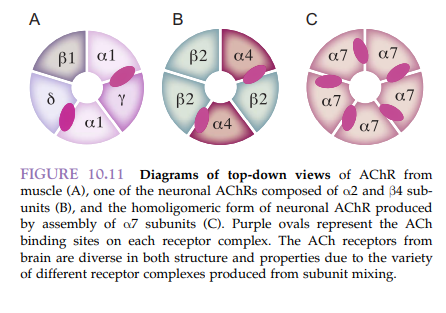 A
B
C
β1
α1
δ
γ
α1
β2
α4
β2
β2
α4
α7
α7
α7
α7
α7
FIGURE 10.11 Diagrams of top-down views of AChR from
muscle (A), one of the neuronal AChRs composed of α2 and β4 sub-
units (B), and the homoligomeric form of neuronal AChR produced
by assembly of α7 subunits (C). Purple ovals represent the ACh
binding sites on each receptor complex. The ACh receptors from
brain are diverse in both structure and properties due to the variety
of different receptor complexes produced from subunit mixing.